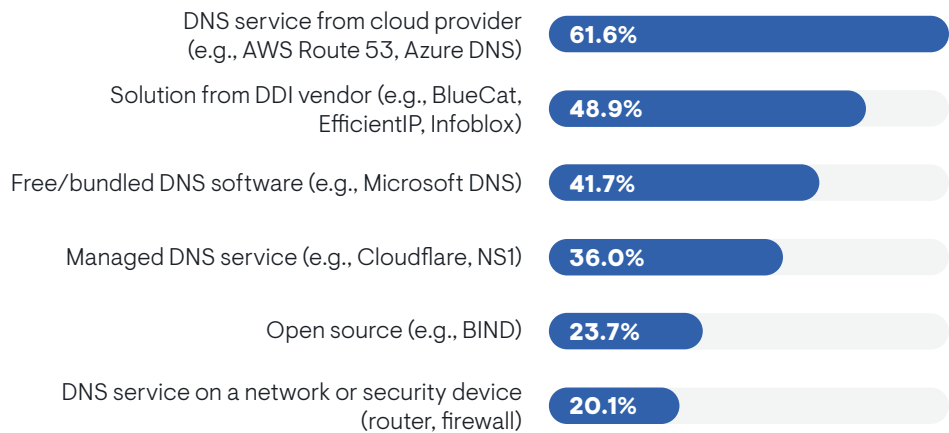 DNS service from cloud provider
(e.g., AWS Route 53, Azure DNS)
61.6%
Solution from DDI vendor (e.g., BlueCat,
EfficientIP, Infoblox)
48.9%
Free/bundled DNS software (e.g., Microsoft DNS)
41.7%
Managed DNS service (e.g., Cloudflare, NS1)
36.0%
Open source (e.g., BIND)
23.7%
DNS service on a network or security device
(router, firewall)
20.1%